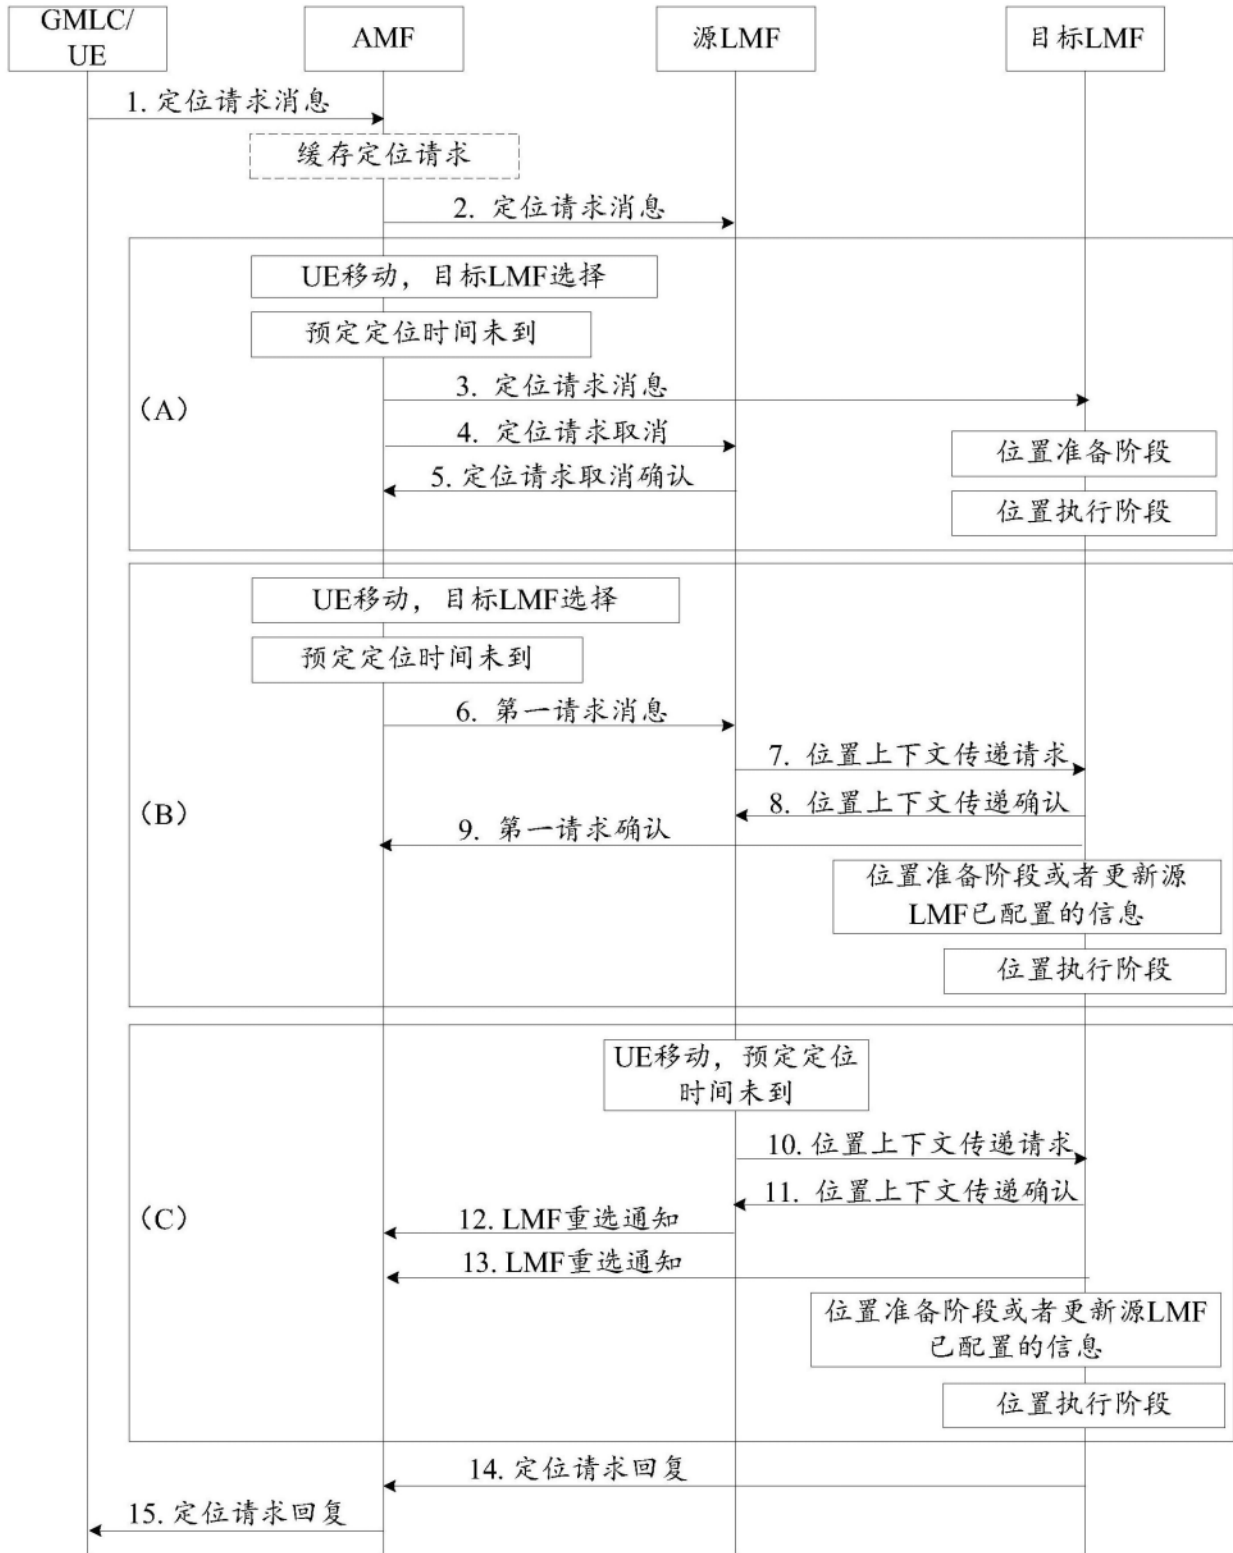 GMLC/
UE
AMF
源LMF
目标LMF
1. 定位请求消息
缓存定位请求
2. 定位请求消息
UE移动，目标LMF选择
预定定位时间未到
3. 定位请求消息
（A）
4. 定位请求取消
位置准备阶段
5. 定位请求取消确认
位置执行阶段
UE移动，目标LMF选择
预定定位时间未到
6. 第一请求消息
7. 位置上下文传递请求
8. 位置上下文传递确认
（B）
9. 第一请求确认
位置准备阶段或者更新源
LMF已配置的信息
位置执行阶段
UE移动，预定定位
时间未到
10. 位置上下文传递请求
11. 位置上下文传递确认
（C）
12. LMF重选通知
13. LMF重选通知
位置准备阶段或者更新源LMF
已配置的信息
位置执行阶段
14. 定位请求回复
15. 定位请求回复